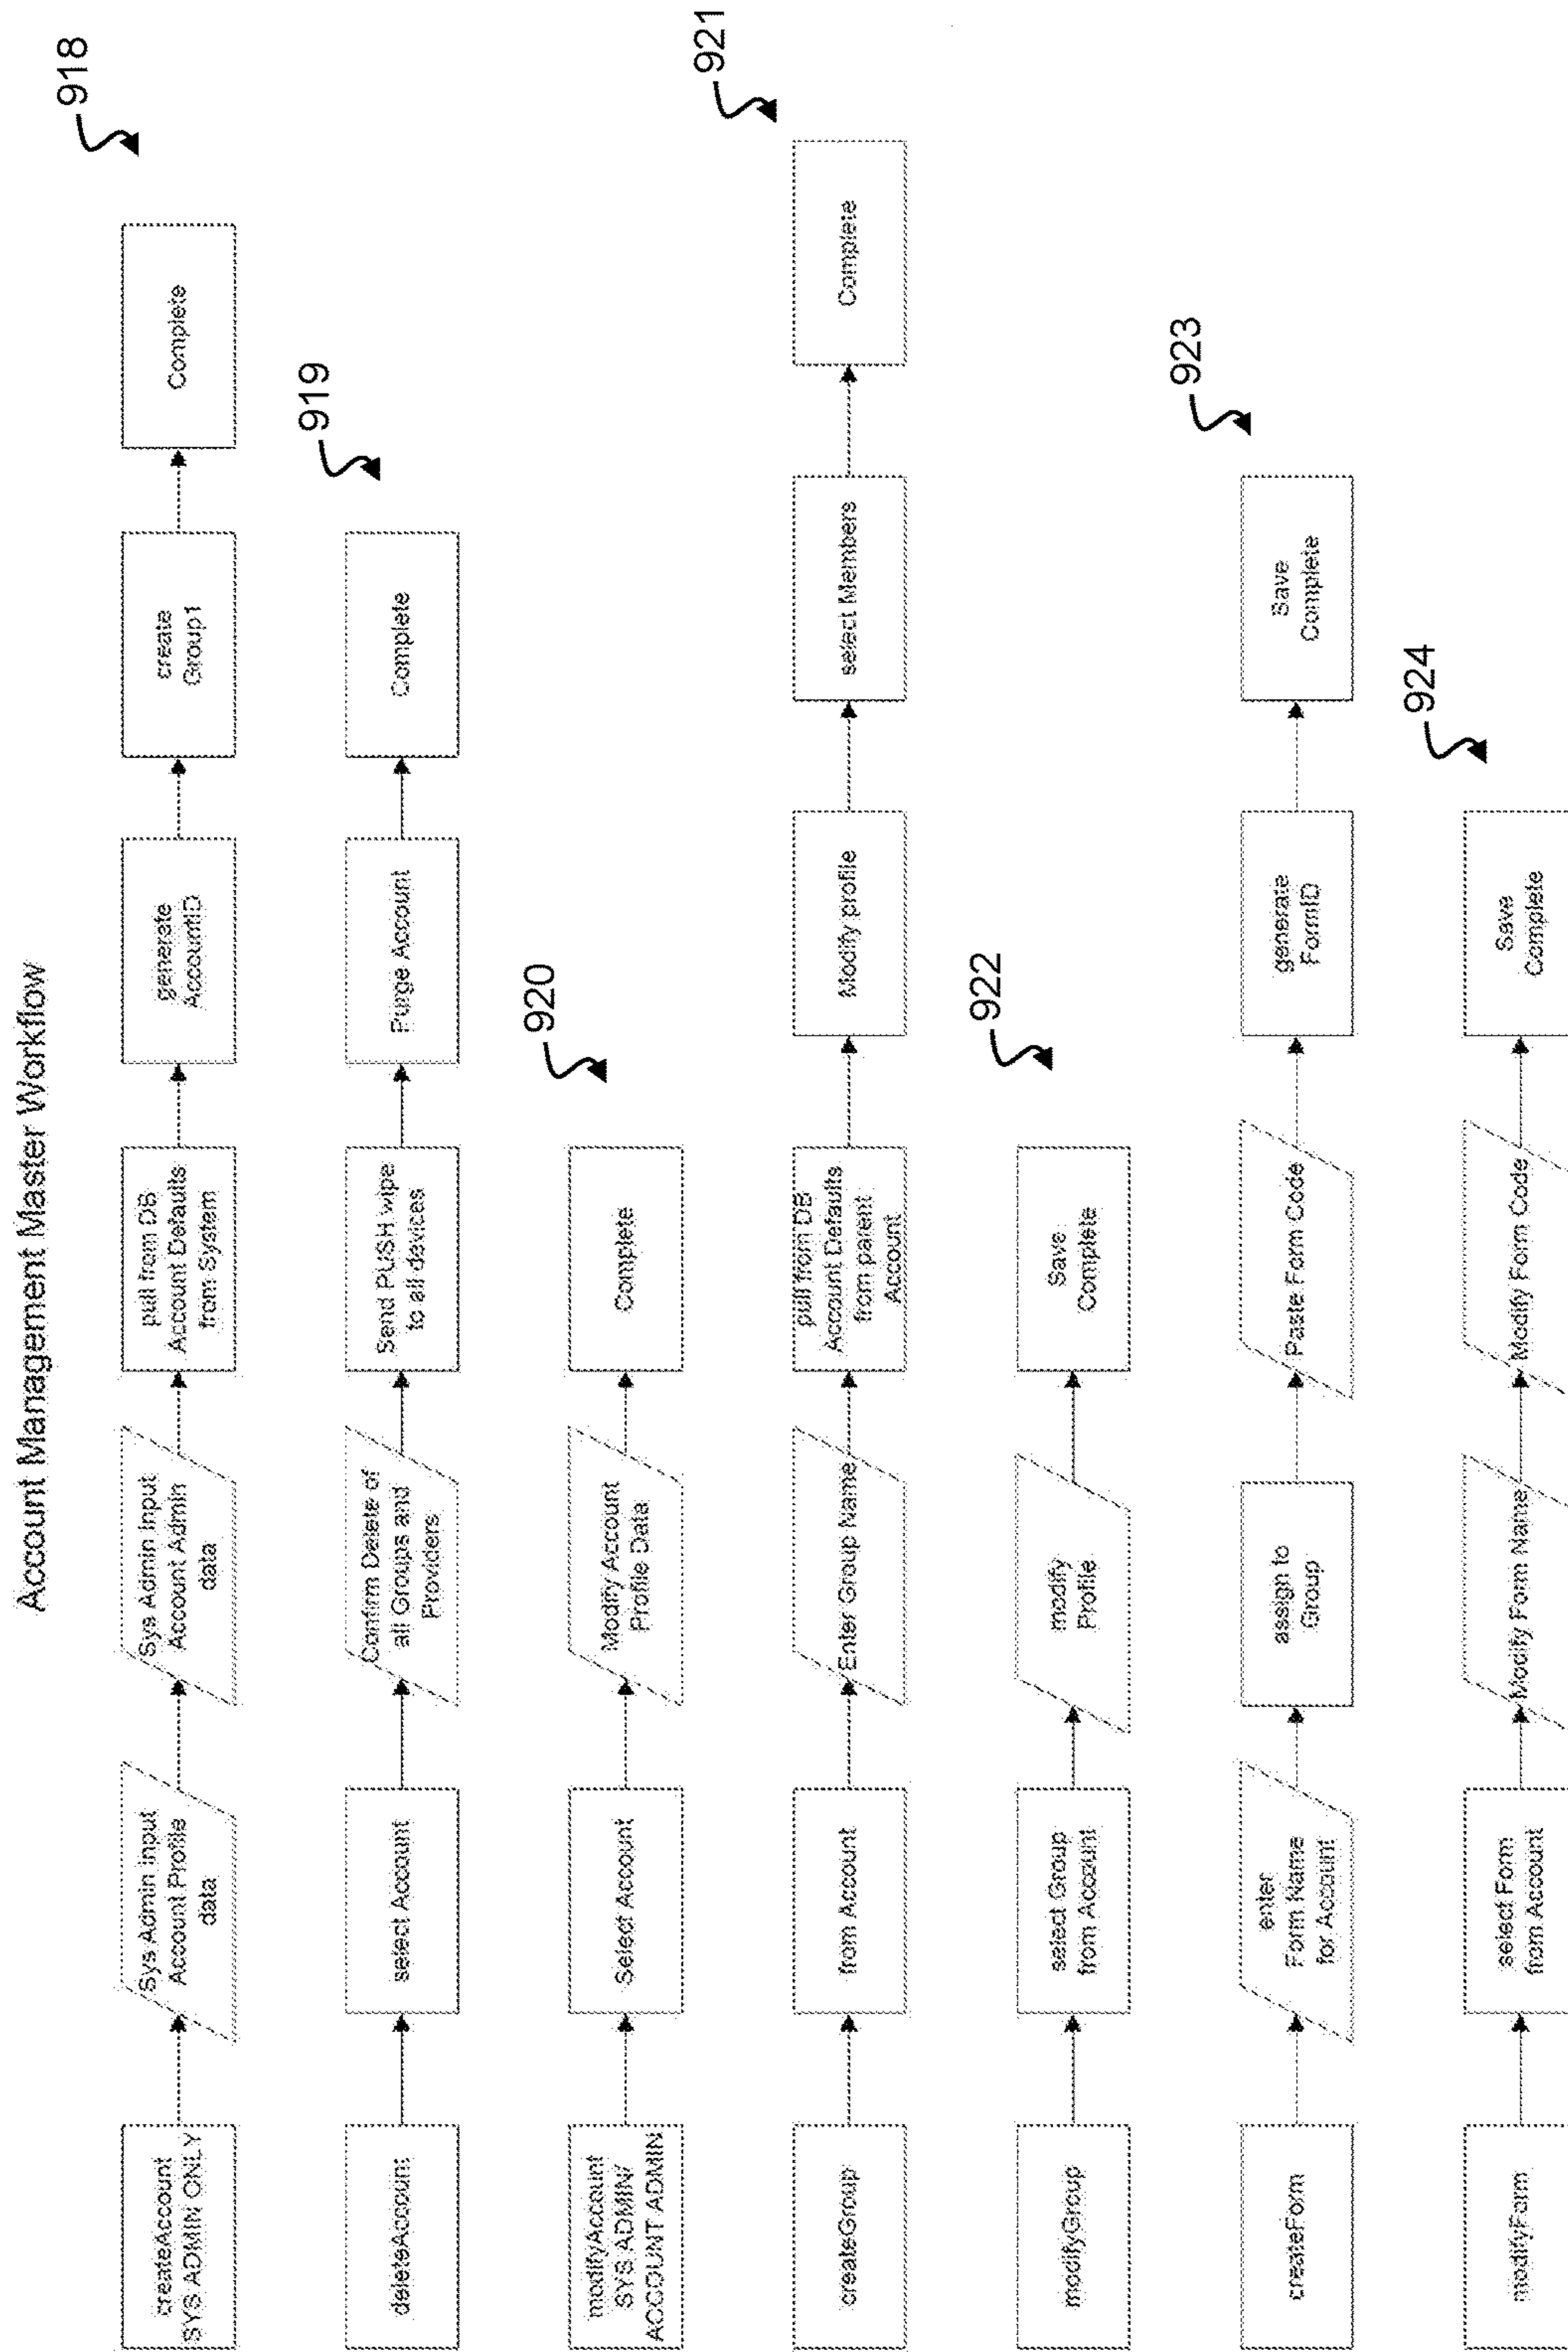 Account Management Master Workflow
918
createAccount
SYS ADMIN ONLY
Sys Admin input
Account Profile
data
Sys Admin Input
Account Admin
data
pull from DB
Account Defaults
from System
generate
AccountID
create
Group1
Complete
919
deleteAccount
select Account
Confirm Delete of
all Groups and
Providers
Send PUSH wipe
to all devices
Purge Account
Complete
920
modifyAccount
SYS ADMIN/
ACCOUNT ADMIN
Select Account
Modify Account
Profile Data
Complete
921
createGroup
from Account
Enter Group Name
pull from DB
Account Defaults
from parent
Account
Modify profile
select Members
Complete
922
modifyGroup
select Group
from Account
modify
Profile
Save
Complete
923
createForm
enter
Form Name
for Account
assign to
Group
Paste Form Code
generate
FormID
Save
Complete
924
modifyForm
select Form
from Account
Modify Form Name
Modify Form Code
Save
Complete